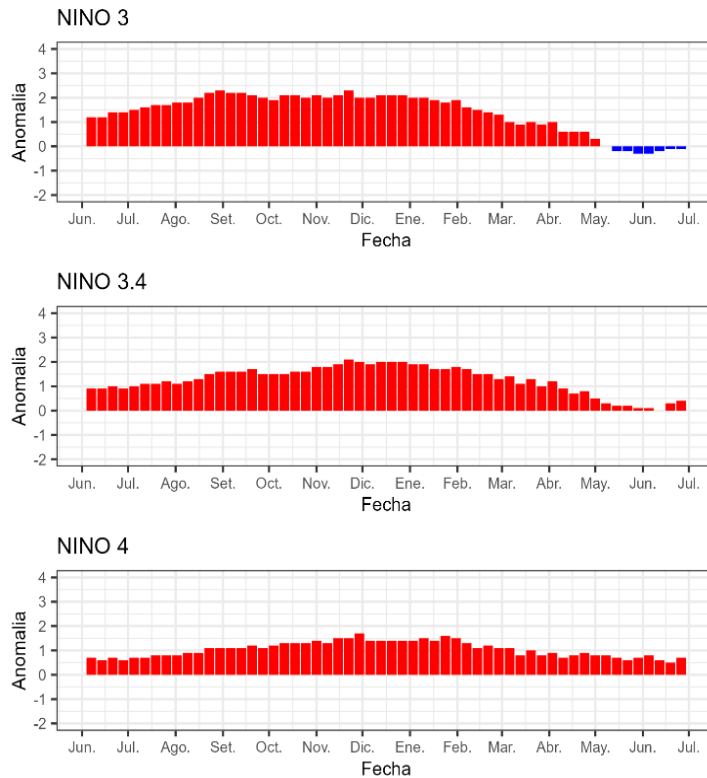 NINO 3
4
3
2
1
0
-1
-2
Anomalia
Jun. Jul. Ago. Set. Oct. Nov. Dic. Ene. Feb. Mar. Abr. May. Jun. Jul.
Fecha
NINO 3.4
4
3
2
1
0
-1
-2
Anomalia
Jun. Jul. Ago. Set. Oct. Nov. Dic. Ene. Feb. Mar. Abr. May. Jun. Jul.
Fecha
NINO 4
4
3
2
1
0
-1
-2
Anomalia
Jun. Jul. Ago. Set. Oct. Nov. Dic. Ene. Feb. Mar. Abr. May. Jun. Jul.
Fecha